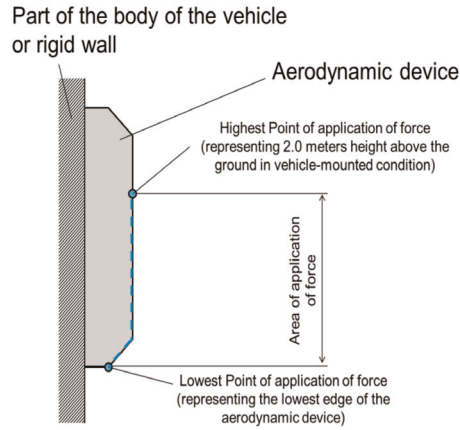 Part of the body of the vehicle
or rigid wall
Aerodynamic device
Highest Point of application of force
(representing 2.0 meters height above the
ground in vehicle-mounted condition)
Area of application
of force
Lowest Point of application of force
(representing the lowest edge of the
aerodynamic device)